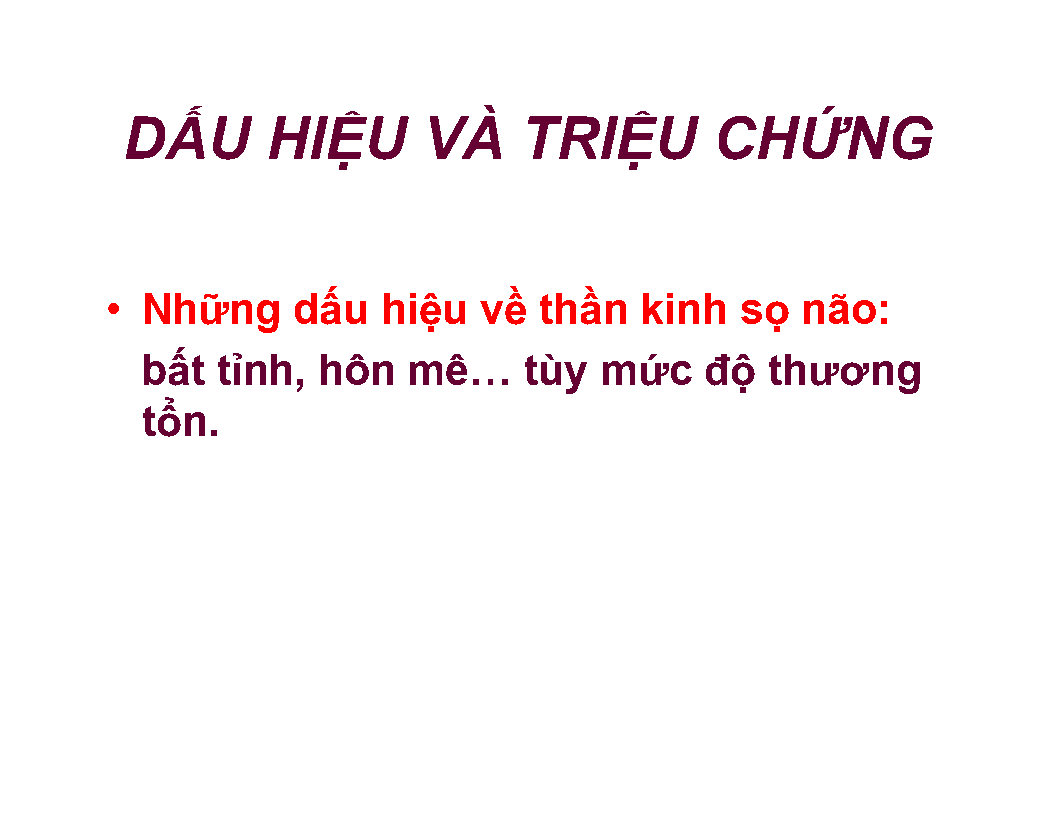 DẤU HIỆU VÀ TRIỆU CHỨNG
• Những dấu hiệu về thần kinh sọ não:
bất tỉnh, hôn mê… tùy mức độ thương
tổn.